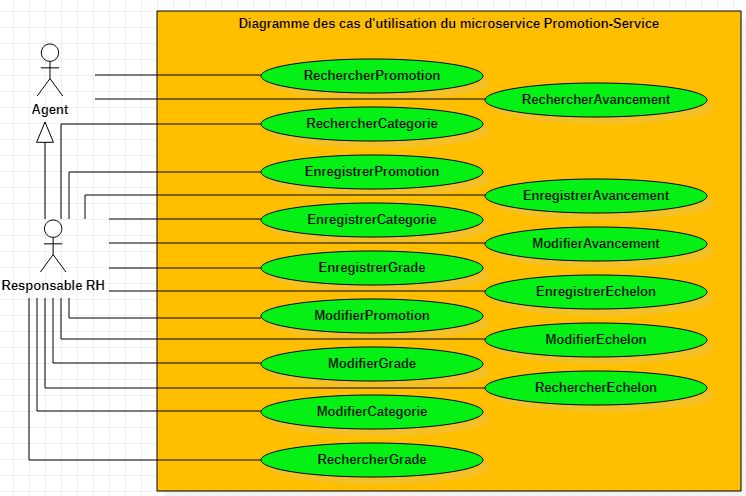 Diagramme des cas d'utilisation du microservice Promotion-Service
Agent
RechercherPromotion
RechercherAvancement
RechercherCategorie
EnregistrerPromotion
EnregistrerAvancement
EnregistrerCategorie
ModifierAvancement
Responsable RH
EnregistrerGrade
EnregistrerEchelon
ModifierPromotion
ModifierEchelon
ModifierGrade
RechercherEchelon
ModifierCategorie
RechercherGrade